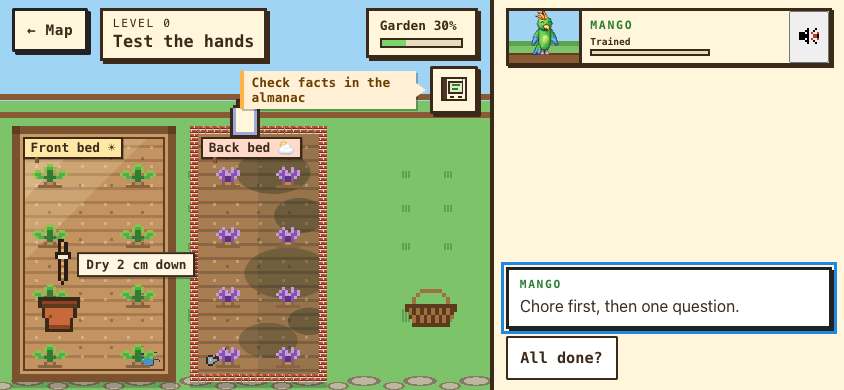 ← Map
LEVEL 0
Test the hands
Garden 30%
Check facts in the
almanac
Front bed ☀
Back bed ⛅
Dry 2 cm down
MANGO
Trained
MANGO
Chore first, then one question.
All done?